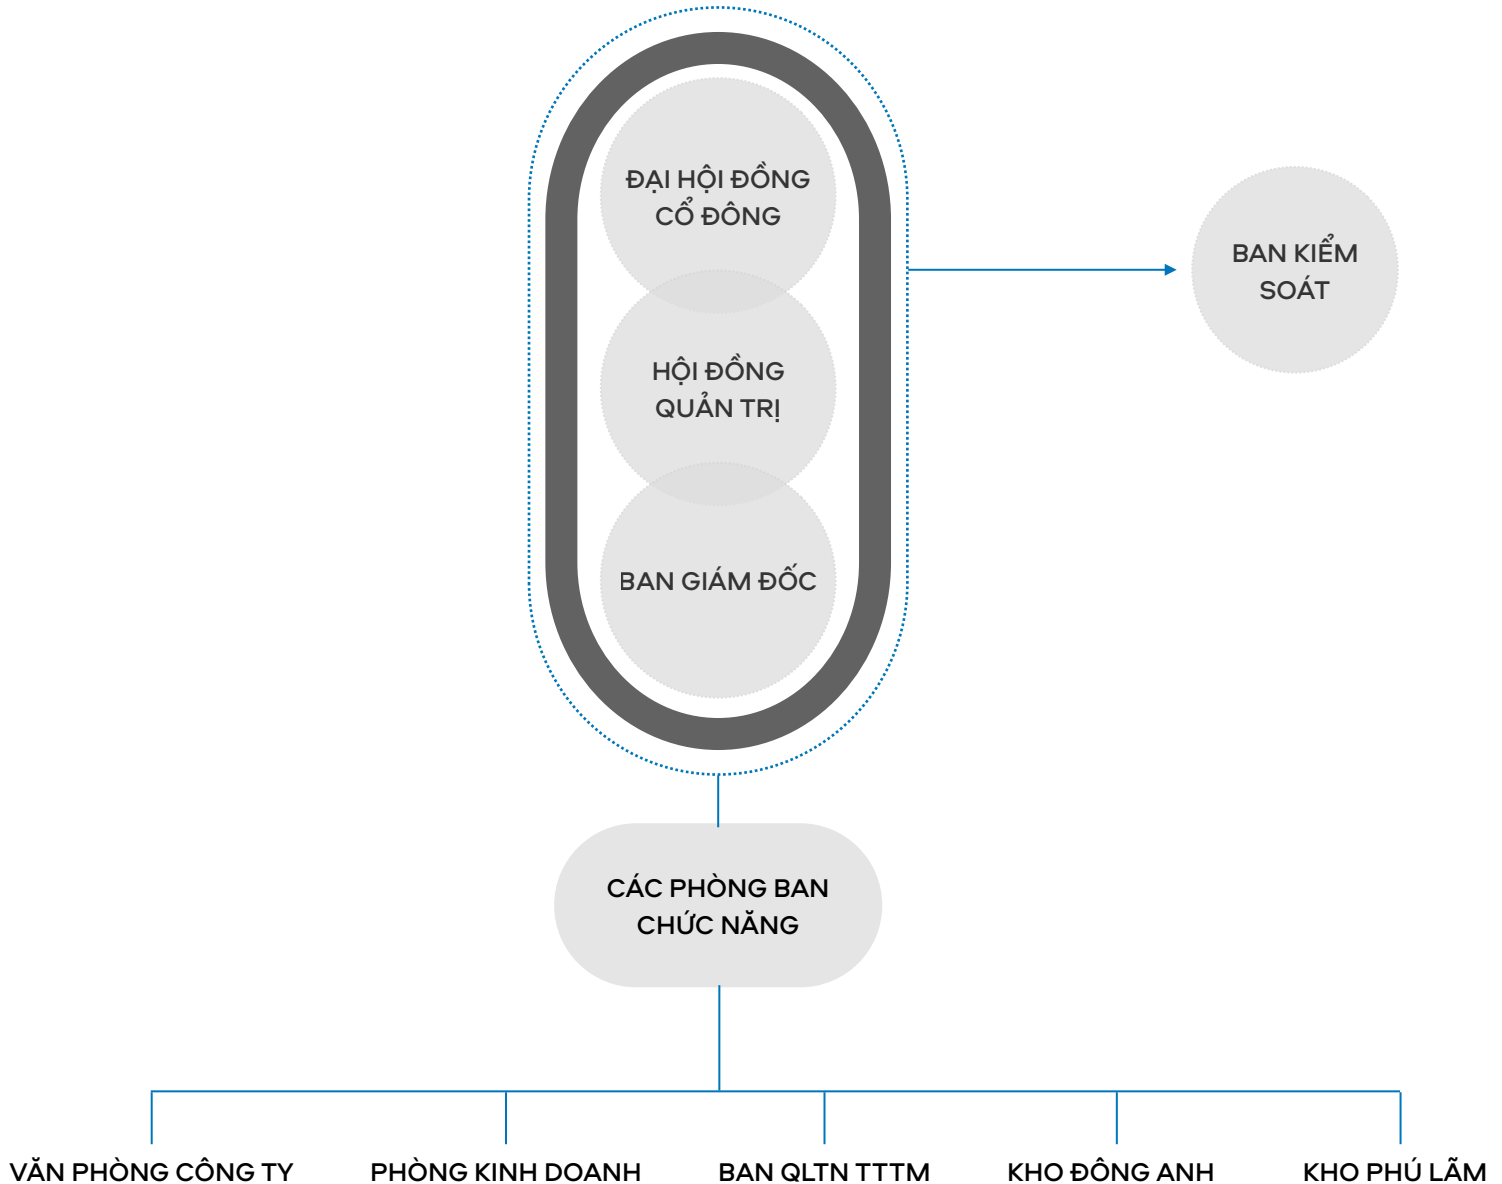 ĐẠI HỘI ĐỒNG
CỔ ĐÔNG
BAN KIỂM
SOÁT
HỘI ĐỒNG
QUẢN TRỊ
BAN GIÁM ĐỐC
CÁC PHÒNG BAN
CHỨC NĂNG
VĂN PHÒNG CÔNG TY
PHÒNG KINH DOANH
BAN QLTN TTTM
KHO ĐÔNG ANH
KHO PHÚ LÃM